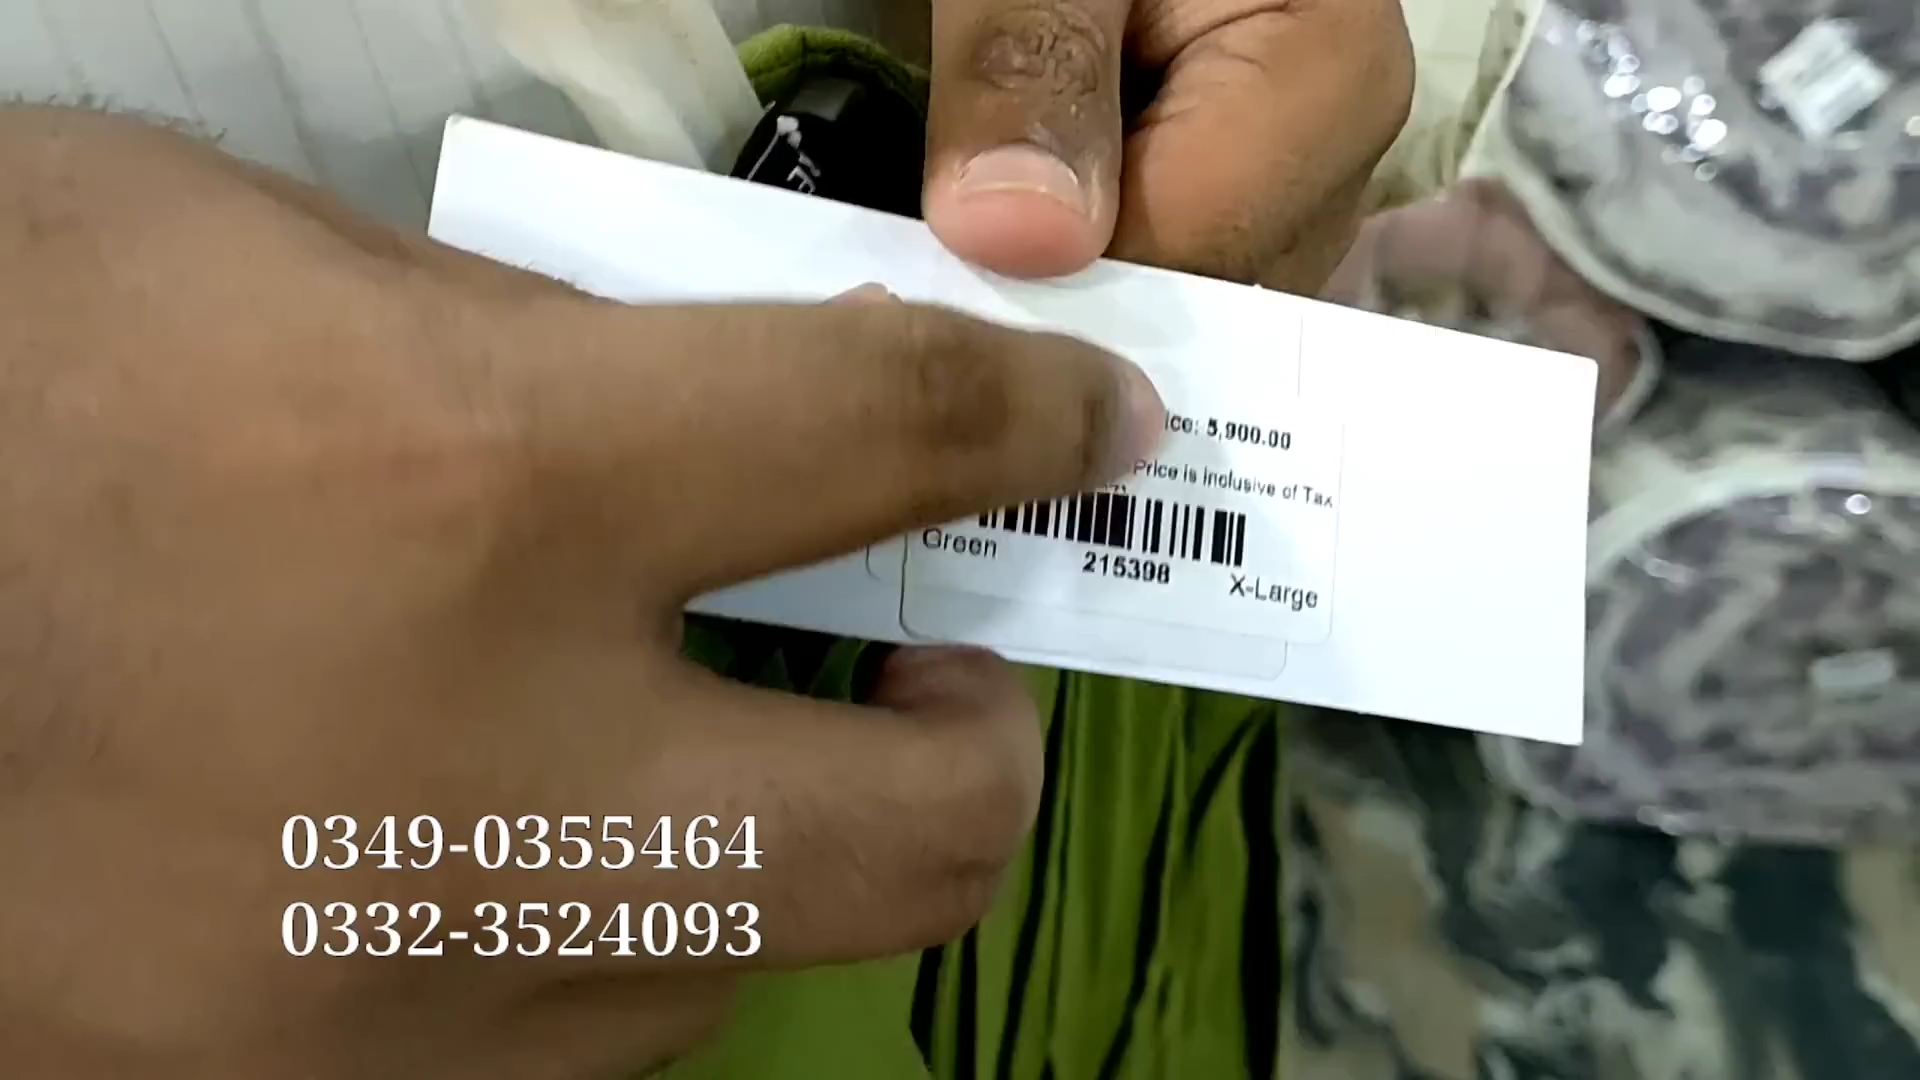 ice: 5,900.00
Price is inclusive of Tax
Green
215398
X-Large
0349-0355464
0332-3524093